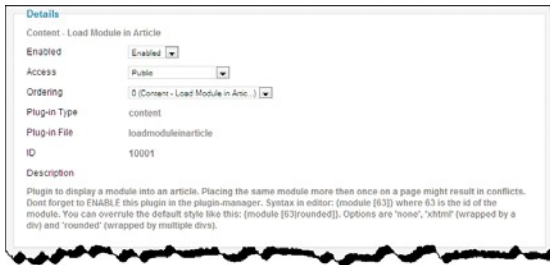 Details
Content - Load Module in Article
Enabled Enabled
Access Public
Ordering 0 (Content - Load Module in Artic...)
Plug-in Type content
Plug-in File loadmoduleinarticle
ID 10001
Description
Plugin to display a module into an article. Placing the same module more then once on a page might result in conflicts.
Dont forget to ENABLE this plugin in the plugin-manager. Syntax in editor: {module [63]} where 63 is the id of the
module. You can overrule the default style like this: {module [63|rounded]}. Options are 'none', 'xhtml' (wrapped by a
div) and 'rounded' (wrapped by multiple divs).